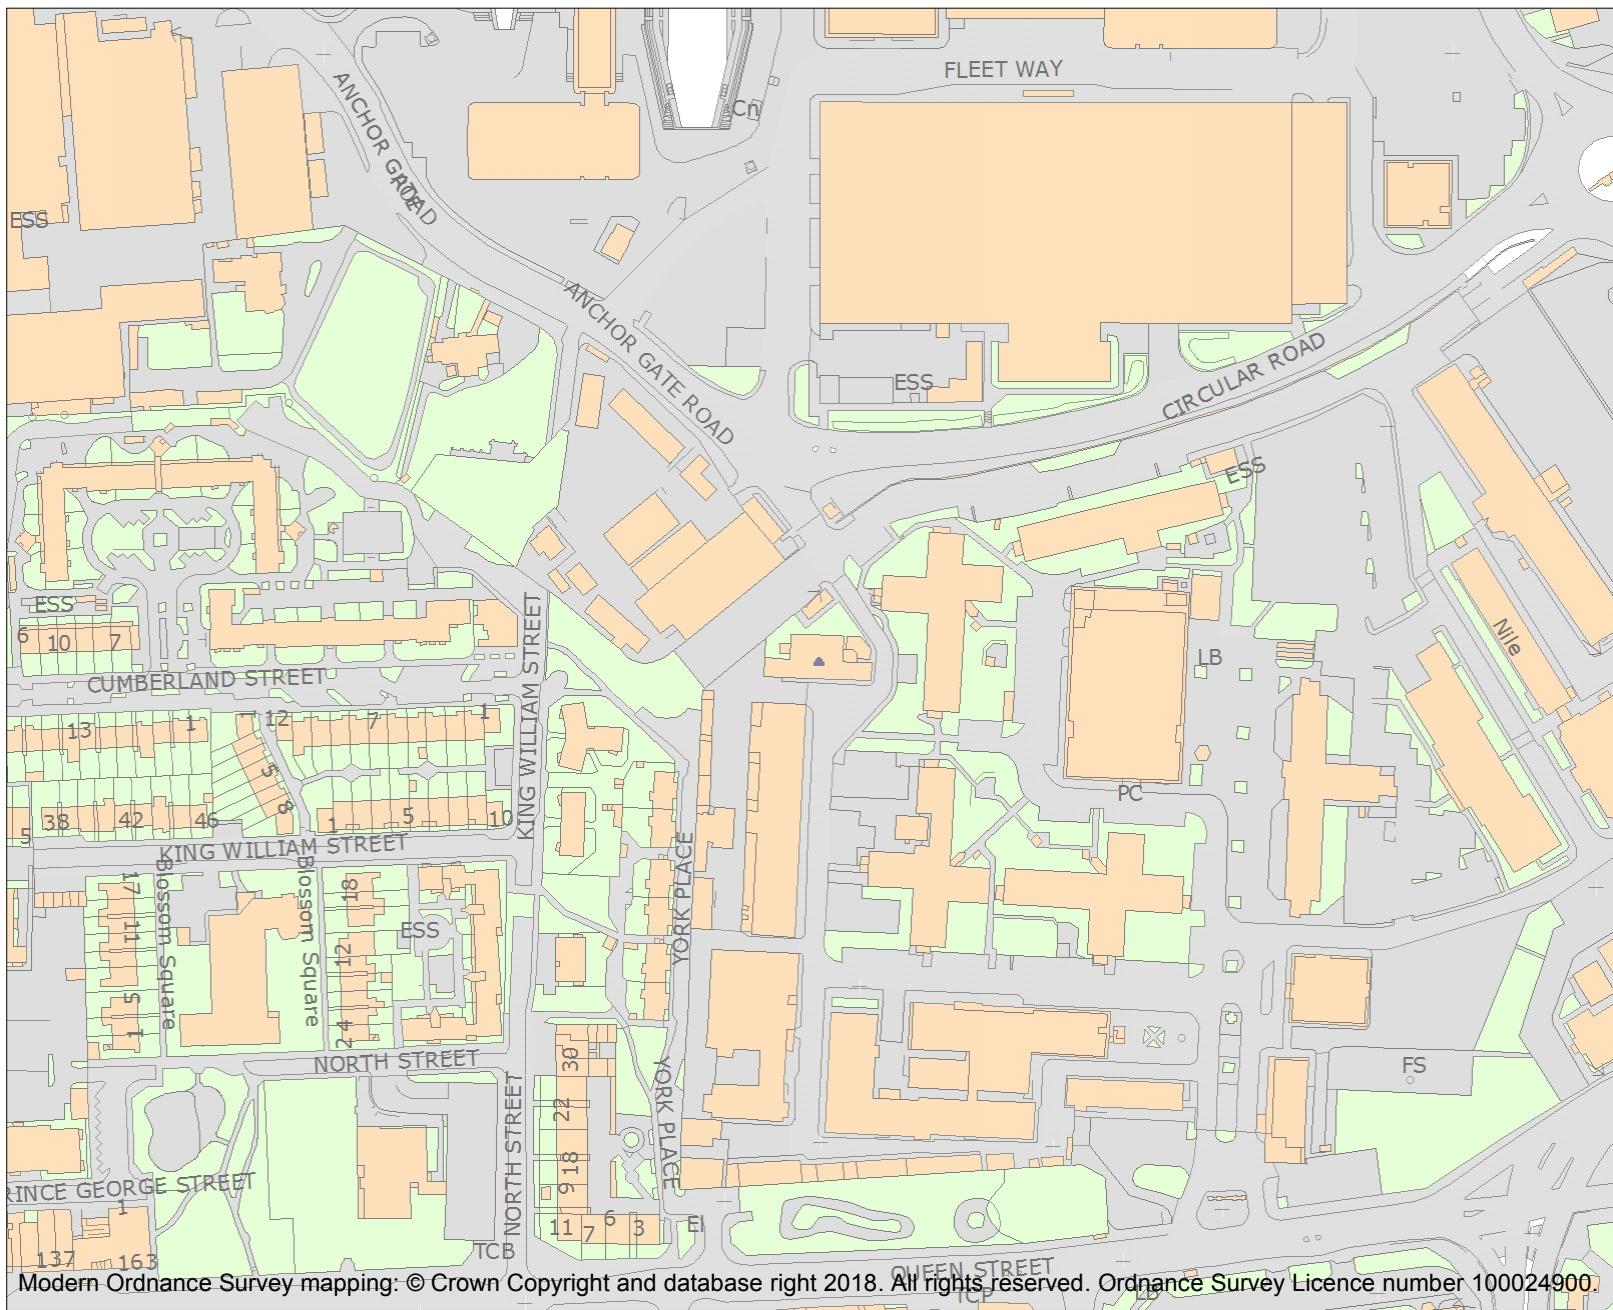 FLEET WAY
ANCHOR GATE
ROAD
Cn
ESS
ANCHOR GATE ROAD
CIRCULAR ROAD
ESS
ESS
ESS
6
10
7
Nile
LB
CUMBERLAND STREET
KING WILLIAM STREET
13
1
1
12
7
1
5
8
PC
38
42
46
1
5
10
5
KING WILLIAM STREET
YORK PLACE
17
11
5
1
Blossom Square
Blossom Square
18
12
4
2
ESS
NORTH STREET
30
22
18
9
YORK PLACE
FS
NORTH STREET
PRINCE GEORGE STREET
1
11
7
6
3
El
137
163
TCB
QUEEN STREET
TCP
LB
Modern Ordnance Survey mapping: © Crown Copyright and database right 2018. All rights reserved. Ordnance Survey Licence number 100024900.